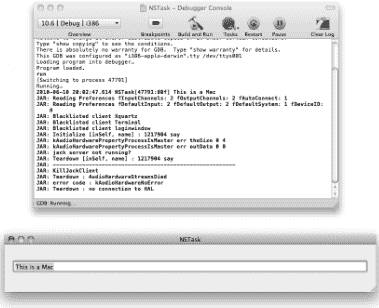 NSTask – Debugger Console
10.6 | Debug | i386
Overview
Breakpoints
Build and Run
Tasks
Restart
Pause
Clear Log
Type "show copying" to see the conditions.
There is absolutely no warranty for GDB. Type "show warranty" for details.
This GDB was configured as "i386-apple-darwin".tty /dev/ttys001
Loading program into debugger…
Program loaded.
run
[Switching to process 47791]
Running…
2010-06-10 20:02:47.614 NSTask[47791:80f] This is a Mac
JAR: Reading Preferences fInputChannels: 2 fOutputChannels: 2 fAutoConnect: 1
JAR: Reading Preferences fDefaultInput: 2 fDefaultOutput: 2 fDefaultSystem: 1 fDeviceID:
0
JAR: Blacklisted client Xquartz
JAR: Blacklisted client Terminal
JAR: Blacklisted client loginwindow
JAR: Initialize [inSelf, name] : 1217904 say
JAR: kAudioHardwarePropertyProcessIsMaster err theSize 0 4
JAR: kAudioHardwarePropertyProcessIsMaster err outData 0 0
JAR: jack server not running?
JAR: Teardown [inSelf, name] : 1217904 say
JAR: KillJackClient
JAR: Teardown : AudioHardwareStreamsDied
JAR: error code : kAudioHardwareNoError
JAR: Teardown : no connection to HAL
GDB: Running…
NSTask
This is a Mac